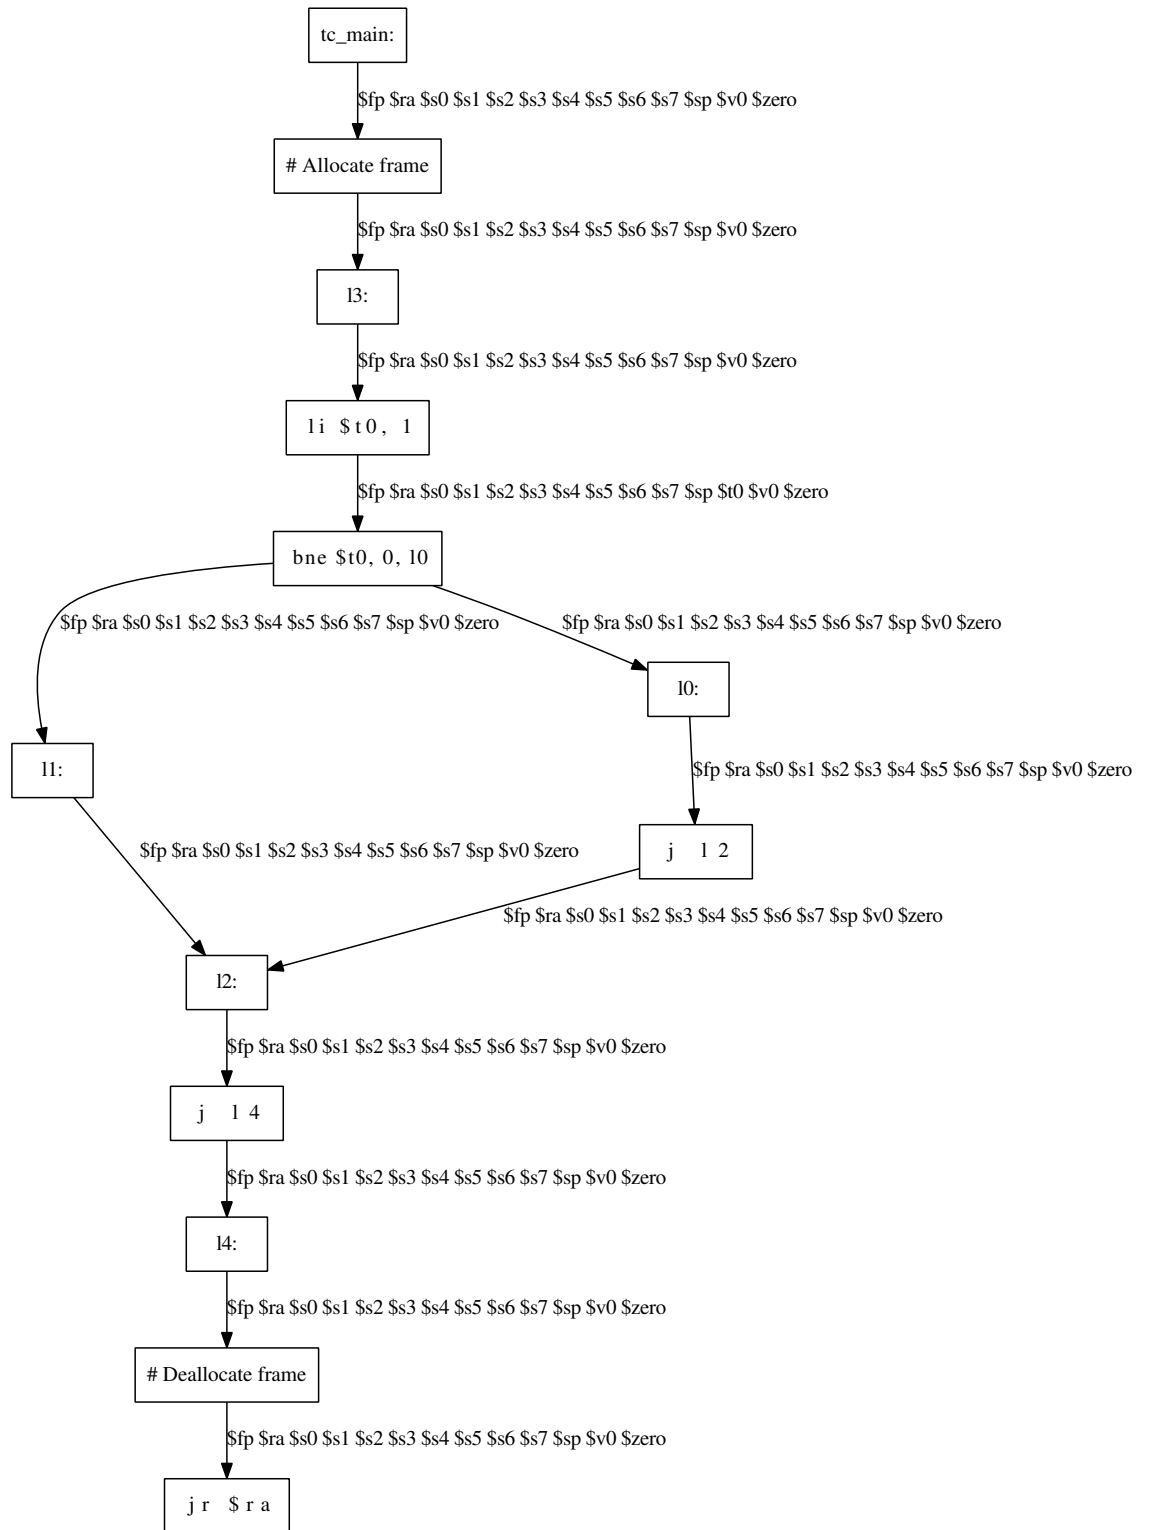 tc_main:
$fp $ra $s0 $s1 $s2 $s3 $s4 $s5 $s6 $s7 $sp $v0 $zero
# Allocate frame
$fp $ra $s0 $s1 $s2 $s3 $s4 $s5 $s6 $s7 $sp $v0 $zero
l3:
$fp $ra $s0 $s1 $s2 $s3 $s4 $s5 $s6 $s7 $sp $v0 $zero
li $t0, 1
$fp $ra $s0 $s1 $s2 $s3 $s4 $s5 $s6 $s7 $sp $t0 $v0 $zero
bne $t0, 0, l0
$fp $ra $s0 $s1 $s2 $s3 $s4 $s5 $s6 $s7 $sp $v0 $zero
$fp $ra $s0 $s1 $s2 $s3 $s4 $s5 $s6 $s7 $sp $v0 $zero
l0:
l1:
$fp $ra $s0 $s1 $s2 $s3 $s4 $s5 $s6 $s7 $sp $v0 $zero
$fp $ra $s0 $s1 $s2 $s3 $s4 $s5 $s6 $s7 $sp $v0 $zero
j l2
$fp $ra $s0 $s1 $s2 $s3 $s4 $s5 $s6 $s7 $sp $v0 $zero
l2:
$fp $ra $s0 $s1 $s2 $s3 $s4 $s5 $s6 $s7 $sp $v0 $zero
j l4
$fp $ra $s0 $s1 $s2 $s3 $s4 $s5 $s6 $s7 $sp $v0 $zero
l4:
$fp $ra $s0 $s1 $s2 $s3 $s4 $s5 $s6 $s7 $sp $v0 $zero
# Deallocate frame
$fp $ra $s0 $s1 $s2 $s3 $s4 $s5 $s6 $s7 $sp $v0 $zero
jr $ra